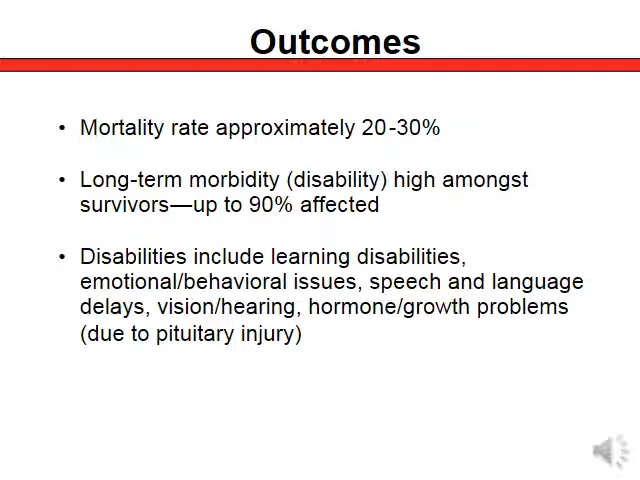 Outcomes
• Mortality rate approximately 20-30%
• Long-term morbidity (disability) high amongst
survivors—up to 90% affected
• Disabilities include learning disabilities,
emotional/behavioral issues, speech and language
delays, vision/hearing, hormone/growth problems
(due to pituitary injury)